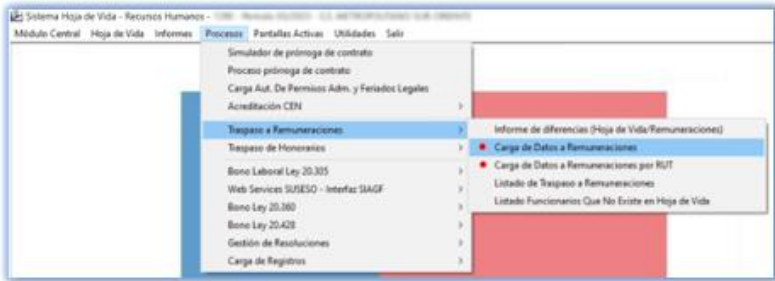 Sistema Hoja de Vida - Recursos Humanos -
Módulo Central Hoja de Vida Informes Procesos Pantallas Activas Utilidades Salir
Simulador de prórroga de contrato
Proceso prórroga de contrato
Carga Aut. De Permisos Adm. y Feriados Legales
Acreditación CEN
Traspaso a Remuneraciones
Traspaso de Honorarios
Bono Laboral Ley 20.305
Web Services SUSESO - Interfaz SIAGF
Bono Ley 20.360
Bono Ley 20.428
Gestión de Resoluciones
Carga de Registros
Informe de diferencias (Hoja de Vida/Remuneraciones)
Carga de Datos a Remuneraciones
Carga de Datos a Remuneraciones por RUT
Listado de Traspaso a Remuneraciones
Listado Funcionarios Que No Existe en Hoja de Vida